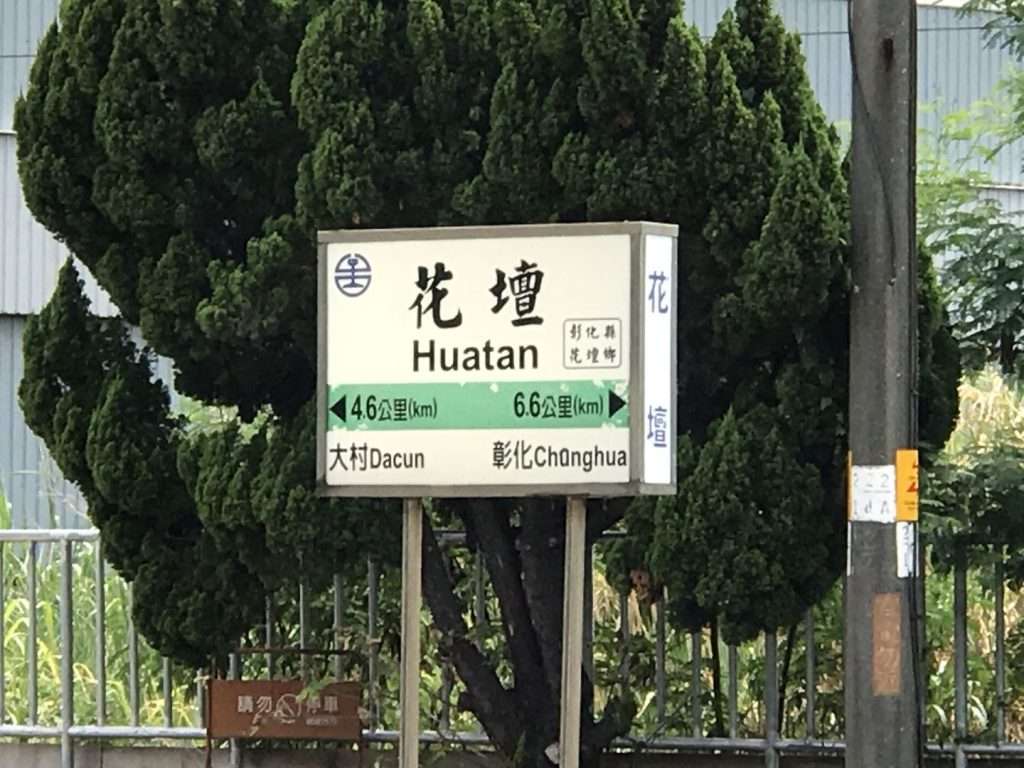 花壇
Huatan
彰化縣
花壇鄉
4.6公里(km)
6.6公里(km)
大村Dacun
彰化Changhua
花
壇
222
請勿停車